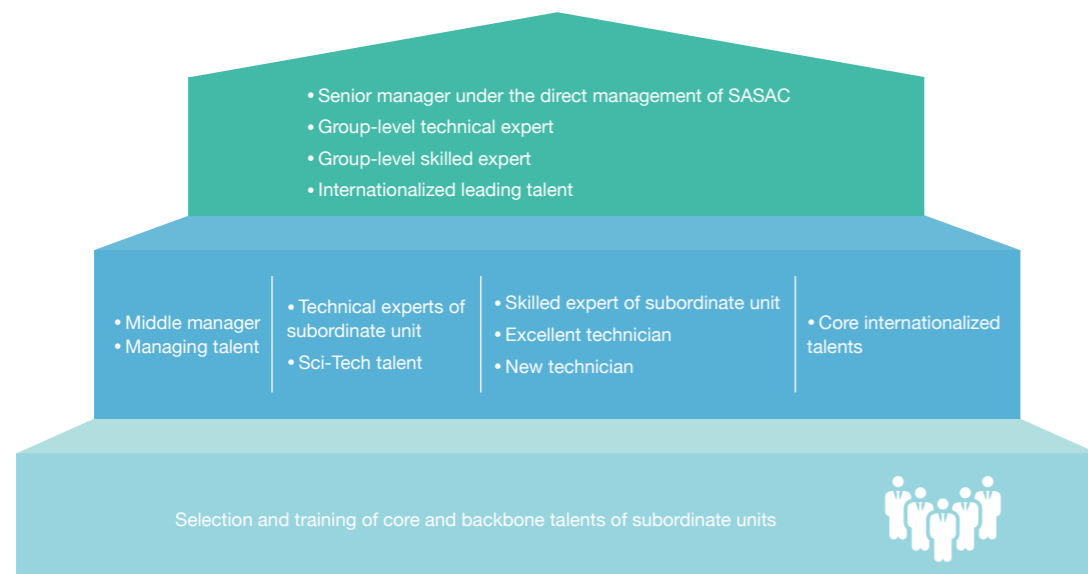 • Senior manager under the direct management of SASAC
• Group-level technical expert
• Group-level skilled expert
• Internationalized leading talent
• Middle manager
• Managing talent
• Technical experts of
subordinate unit
• Sci-Tech talent
• Skilled expert of subordinate unit
• Excellent technician
• New technician
• Core internationalized
talents
Selection and training of core and backbone talents of subordinate units